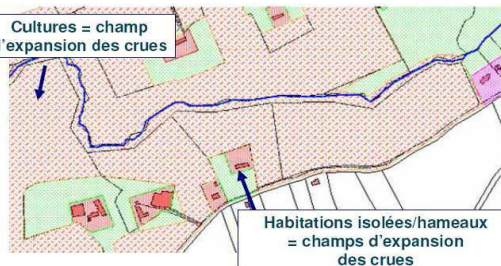 Cultures = champ
'expansion des crues
Habitations isolées/hameaux
= champs d'expansion
des crues